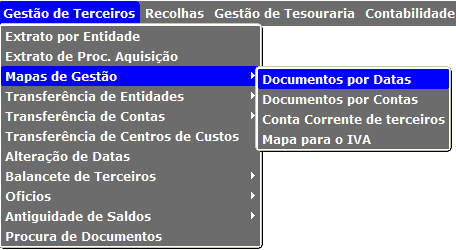 Gestão de Terceiros Recolhas Gestão de Tesouraria Contabilidade
Extrato por Entidade
Extrato de Proc. Aquisição
Mapas de Gestão
Transferência de Entidades
Transferência de Contas
Transferência de Centros de Custos
Alteração de Datas
Balancete de Terceiros
Oficios
Antiguidade de Saldos
Procura de Documentos
Documentos por Datas
Documentos por Contas
Conta Corrente de terceiros
Mapa para o IVA